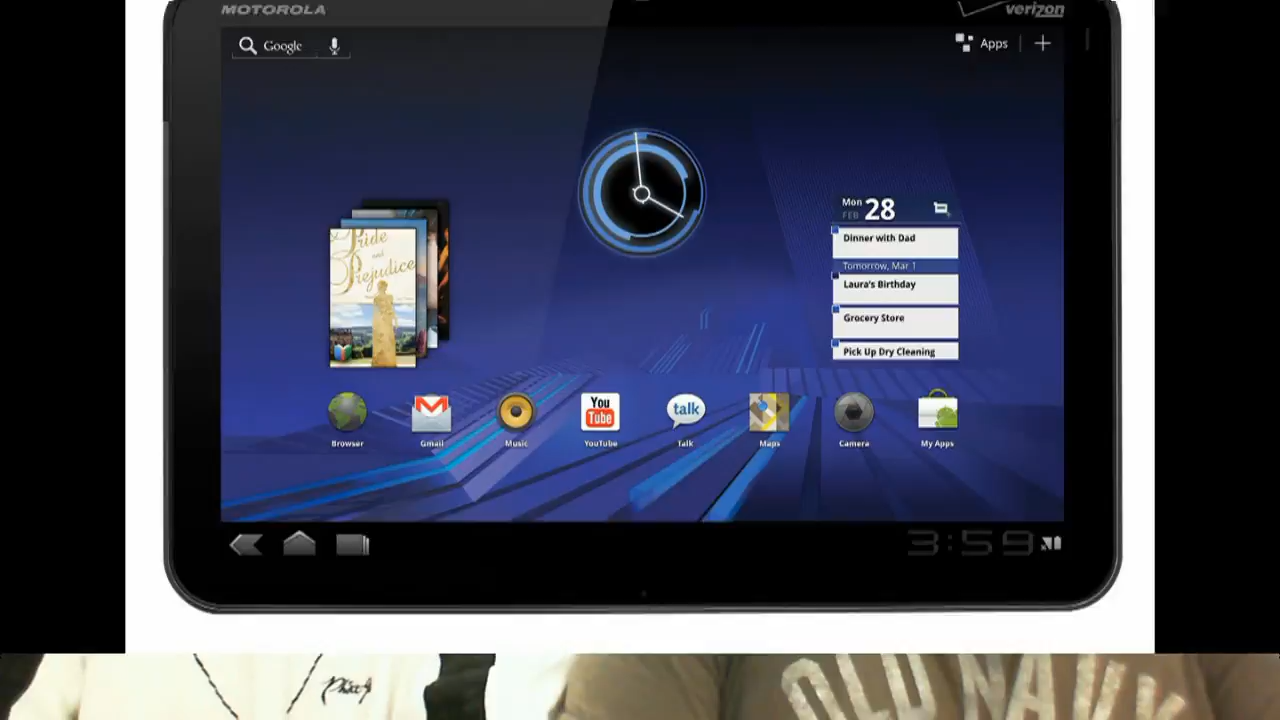 MOTOROLA
verizon
Google
Apps
Pride
and
Prejudice
Mon
FEB
28
Dinner with Dad
Tomorrow, Mar 1
Laura's Birthday
Grocery Store
Pick Up Dry Cleaning
You
Tube
talk
Browser
Gmail
Music
YouTube
Talk
Maps
Camera
My Apps
3:59
OLD NAVY